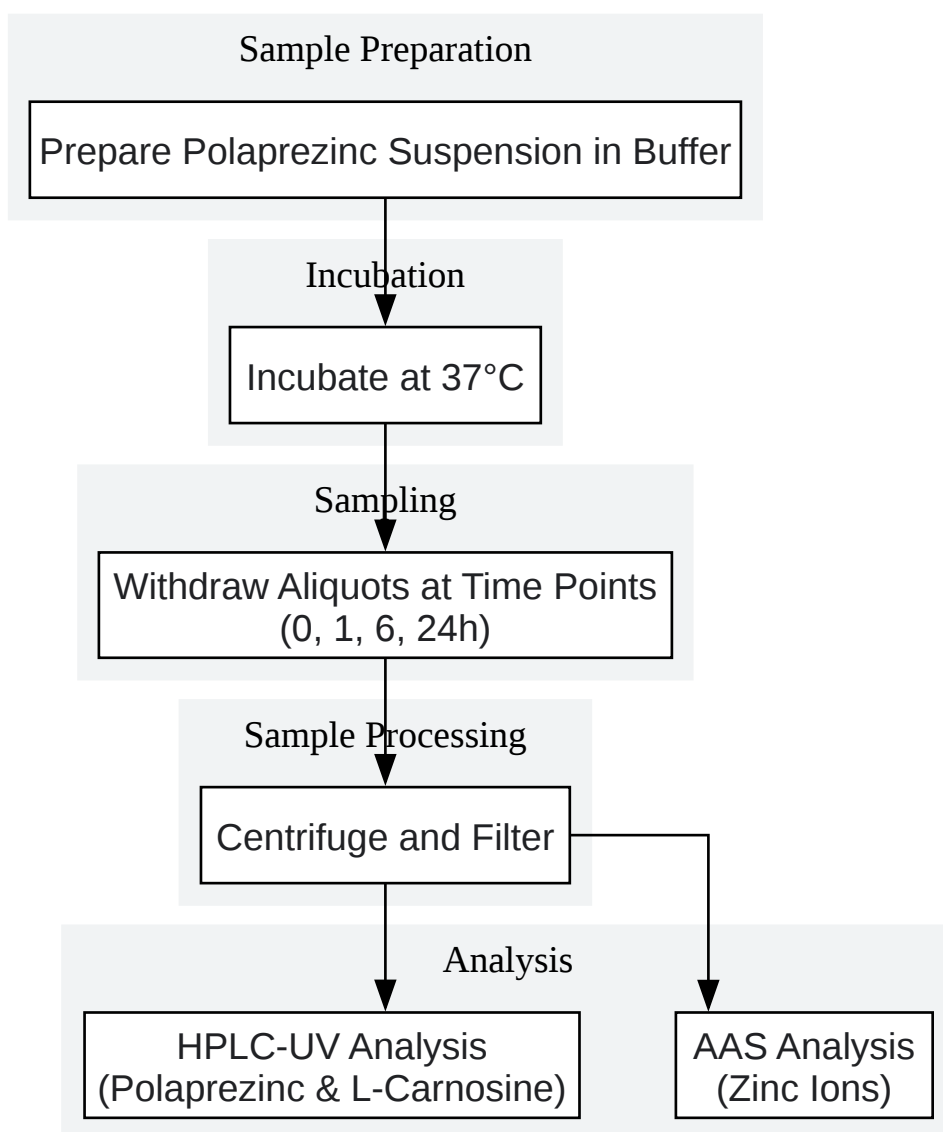 Sample Preparation
Prepare Polaprezinc Suspension in Buffer
Incubation
Incubate at 37°C
Sampling
Withdraw Aliquots at Time Points
(0, 1, 6, 24h)
Sample Processing
Centrifuge and Filter
Analysis
HPLC-UV Analysis
(Polaprezinc & L-Carnosine)
AAS Analysis
(Zinc Ions)